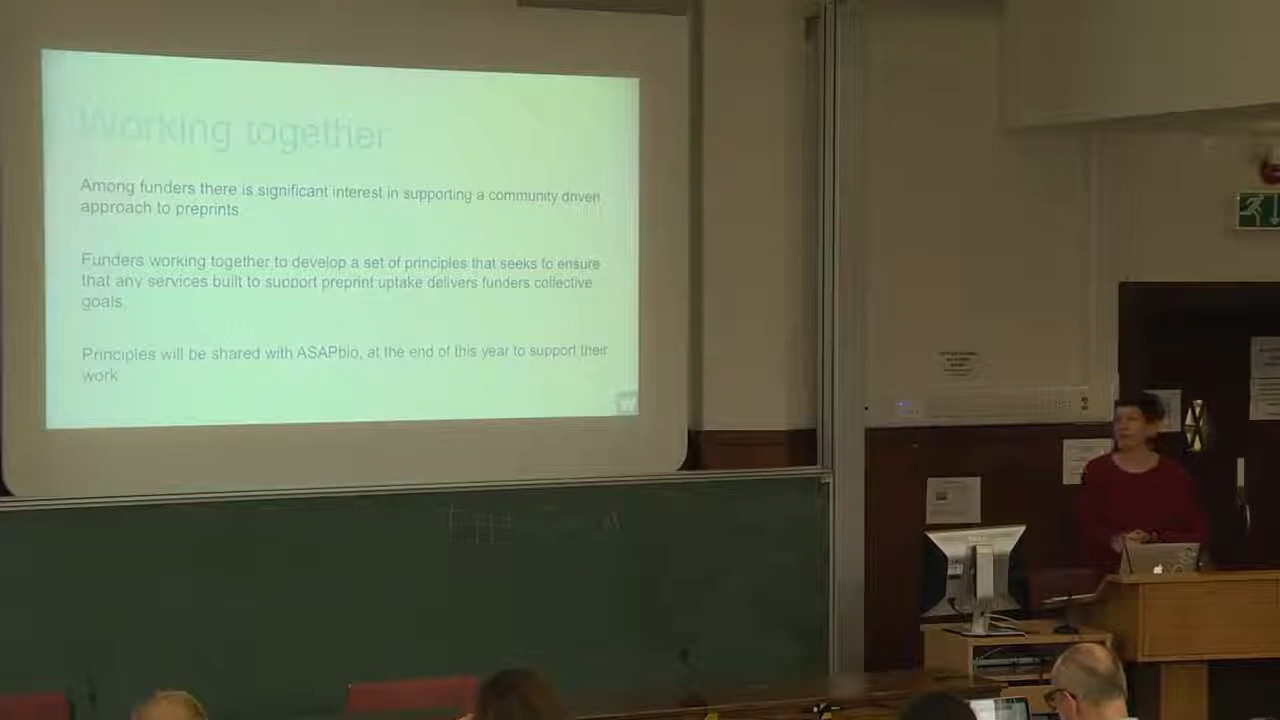 Working together
Among funders there is significant interest in supporting a community driven
approach to preprints
Funders working together to develop a set of principles that seeks to ensure
that any services built to support preprint uptake delivers funders collective
goals
Principles will be shared with ASAPbio, at the end of this year to support their
work